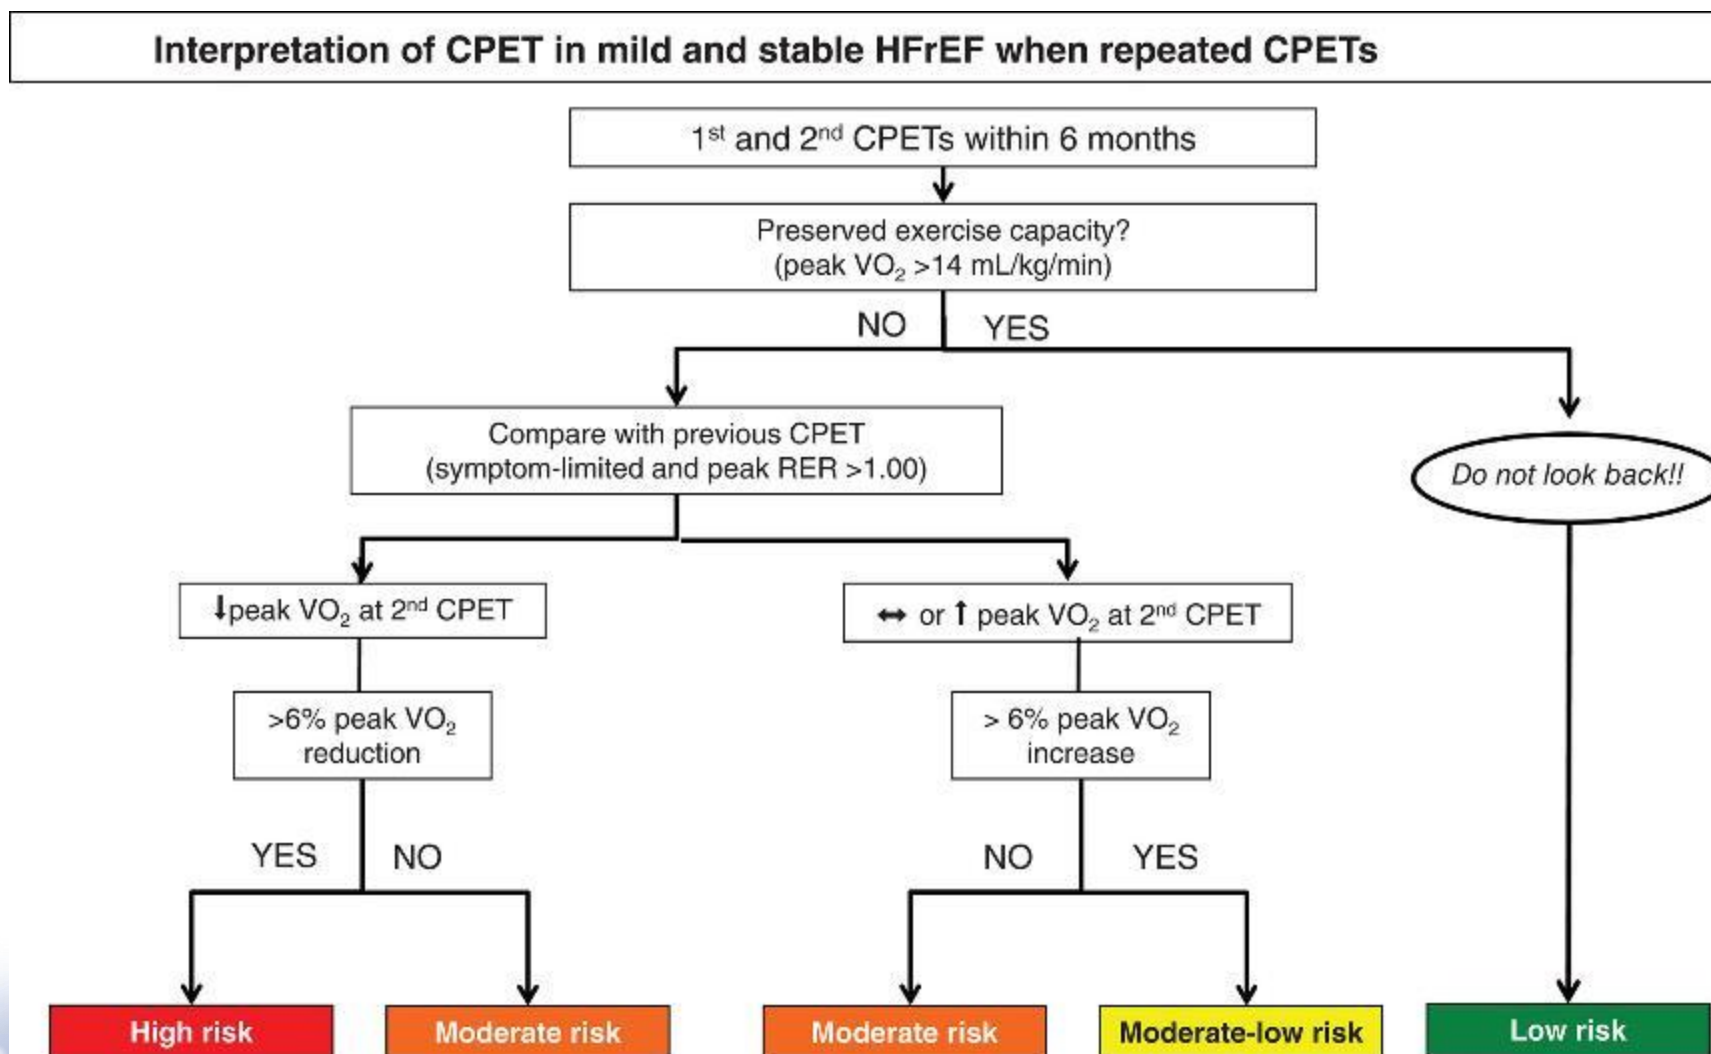 Interpretation of CPET in mild and stable HFrEF when repeated CPETs
1st and 2nd CPETs within 6 months
Preserved exercise capacity?
(peak VO2 >14 mL/kg/min)
NO YES
Compare with previous CPET
(symptom-limited and peak RER >1.00)
Do not look back!!
↓peak VO2 at 2nd CPET
↔ or ↑ peak VO2 at 2nd CPET
>6% peak VO2
reduction
> 6% peak VO2
increase
YES NO
NO YES
High risk
Moderate risk
Moderate risk
Moderate-low risk
Low risk